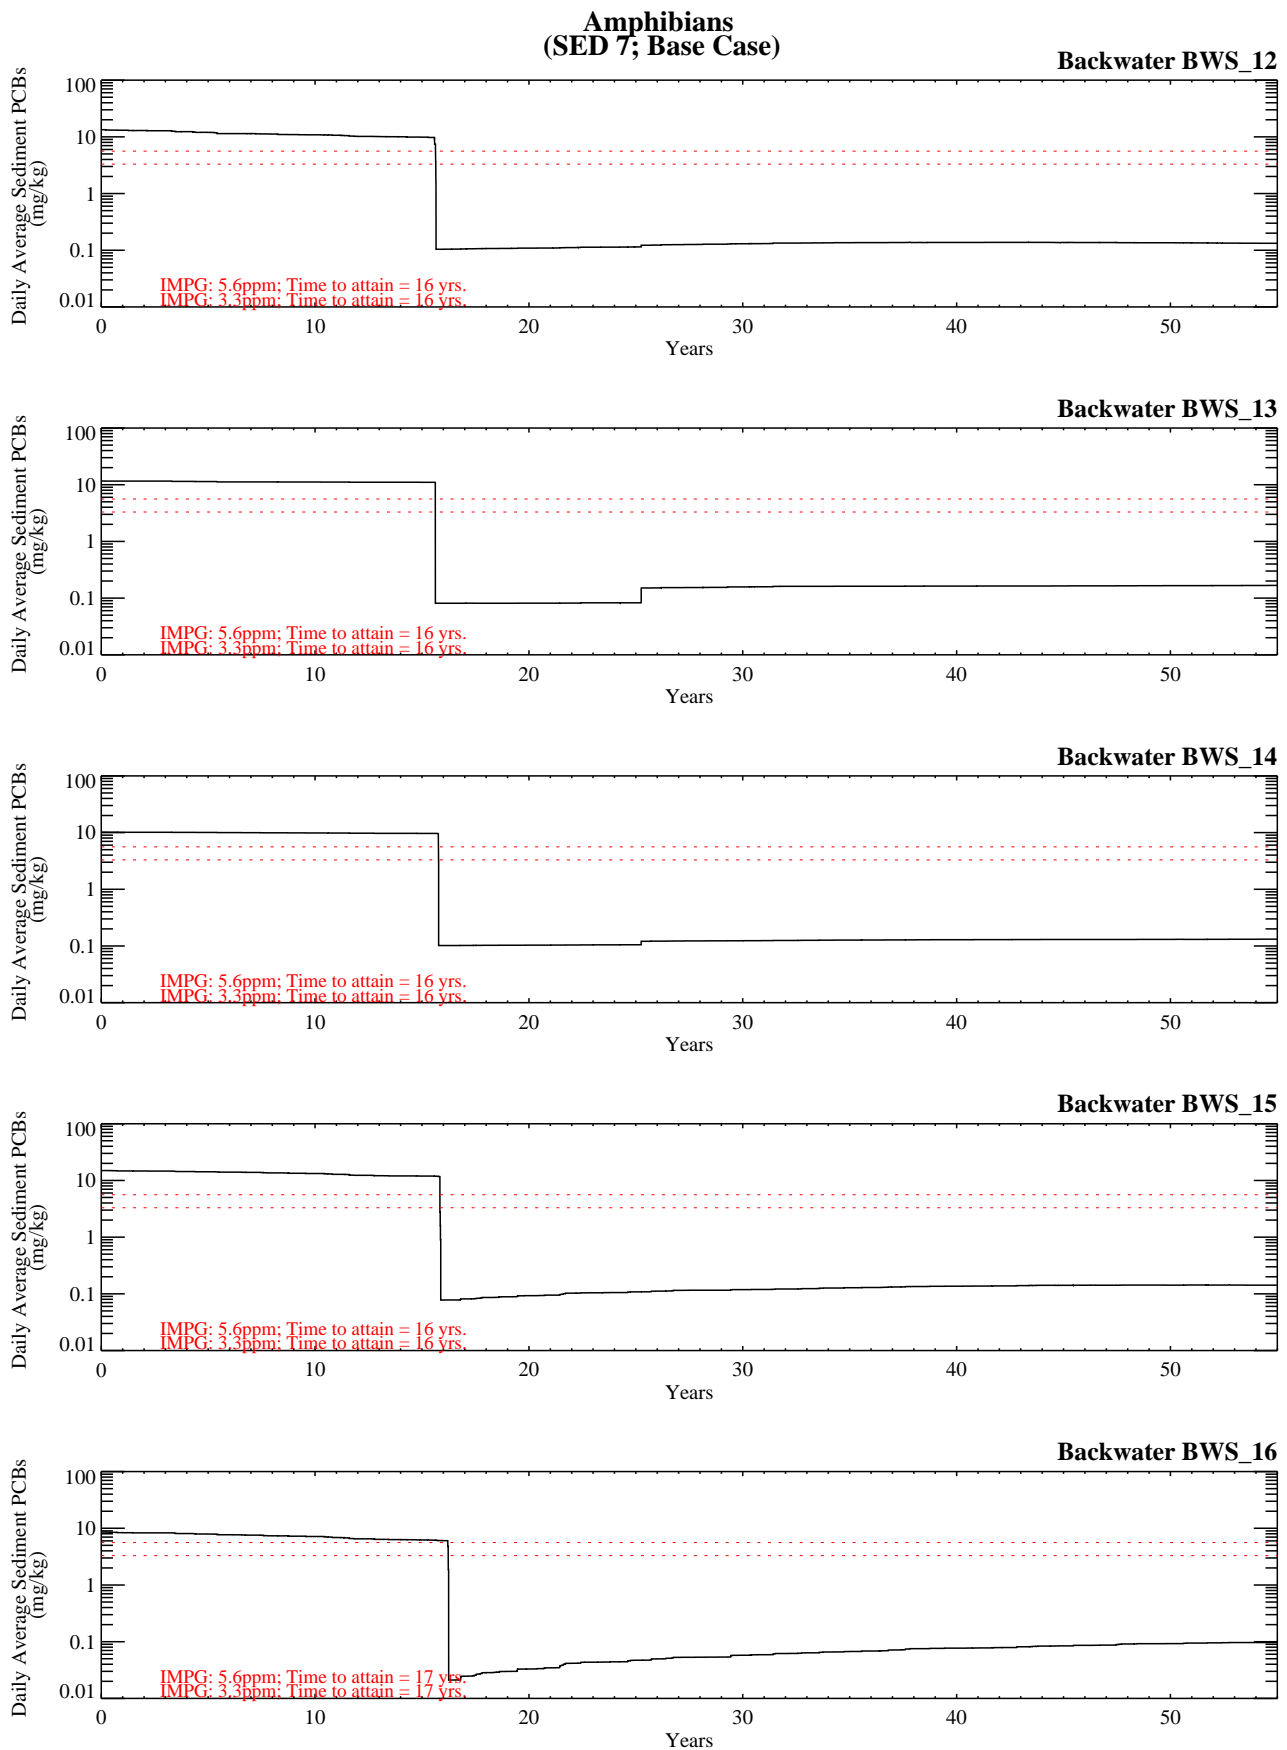 Amphibians
(SED 7; Base Case)
Backwater BWS_12
Daily Average Sediment PCBs
(mg/kg)
100
10
1
0.1
0.01
IMPG: 5.6ppm; Time to attain = 16 yrs.
IMPG: 3.3ppm; Time to attain = 16 yrs.
0 10 20 30 40 50
Years
Backwater BWS_13
Daily Average Sediment PCBs
(mg/kg)
100
10
1
0.1
0.01
IMPG: 5.6ppm; Time to attain = 16 yrs.
IMPG: 3.3ppm; Time to attain = 16 yrs.
0 10 20 30 40 50
Years
Backwater BWS_14
Daily Average Sediment PCBs
(mg/kg)
100
10
1
0.1
0.01
IMPG: 5.6ppm; Time to attain = 16 yrs.
IMPG: 3.3ppm; Time to attain = 16 yrs.
0 10 20 30 40 50
Years
Backwater BWS_15
Daily Average Sediment PCBs
(mg/kg)
100
10
1
0.1
0.01
IMPG: 5.6ppm; Time to attain = 16 yrs.
IMPG: 3.3ppm; Time to attain = 16 yrs.
0 10 20 30 40 50
Years
Backwater BWS_16
Daily Average Sediment PCBs
(mg/kg)
100
10
1
0.1
0.01
IMPG: 5.6ppm; Time to attain = 17 yrs.
IMPG: 3.3ppm; Time to attain = 17 yrs.
0 10 20 30 40 50
Years